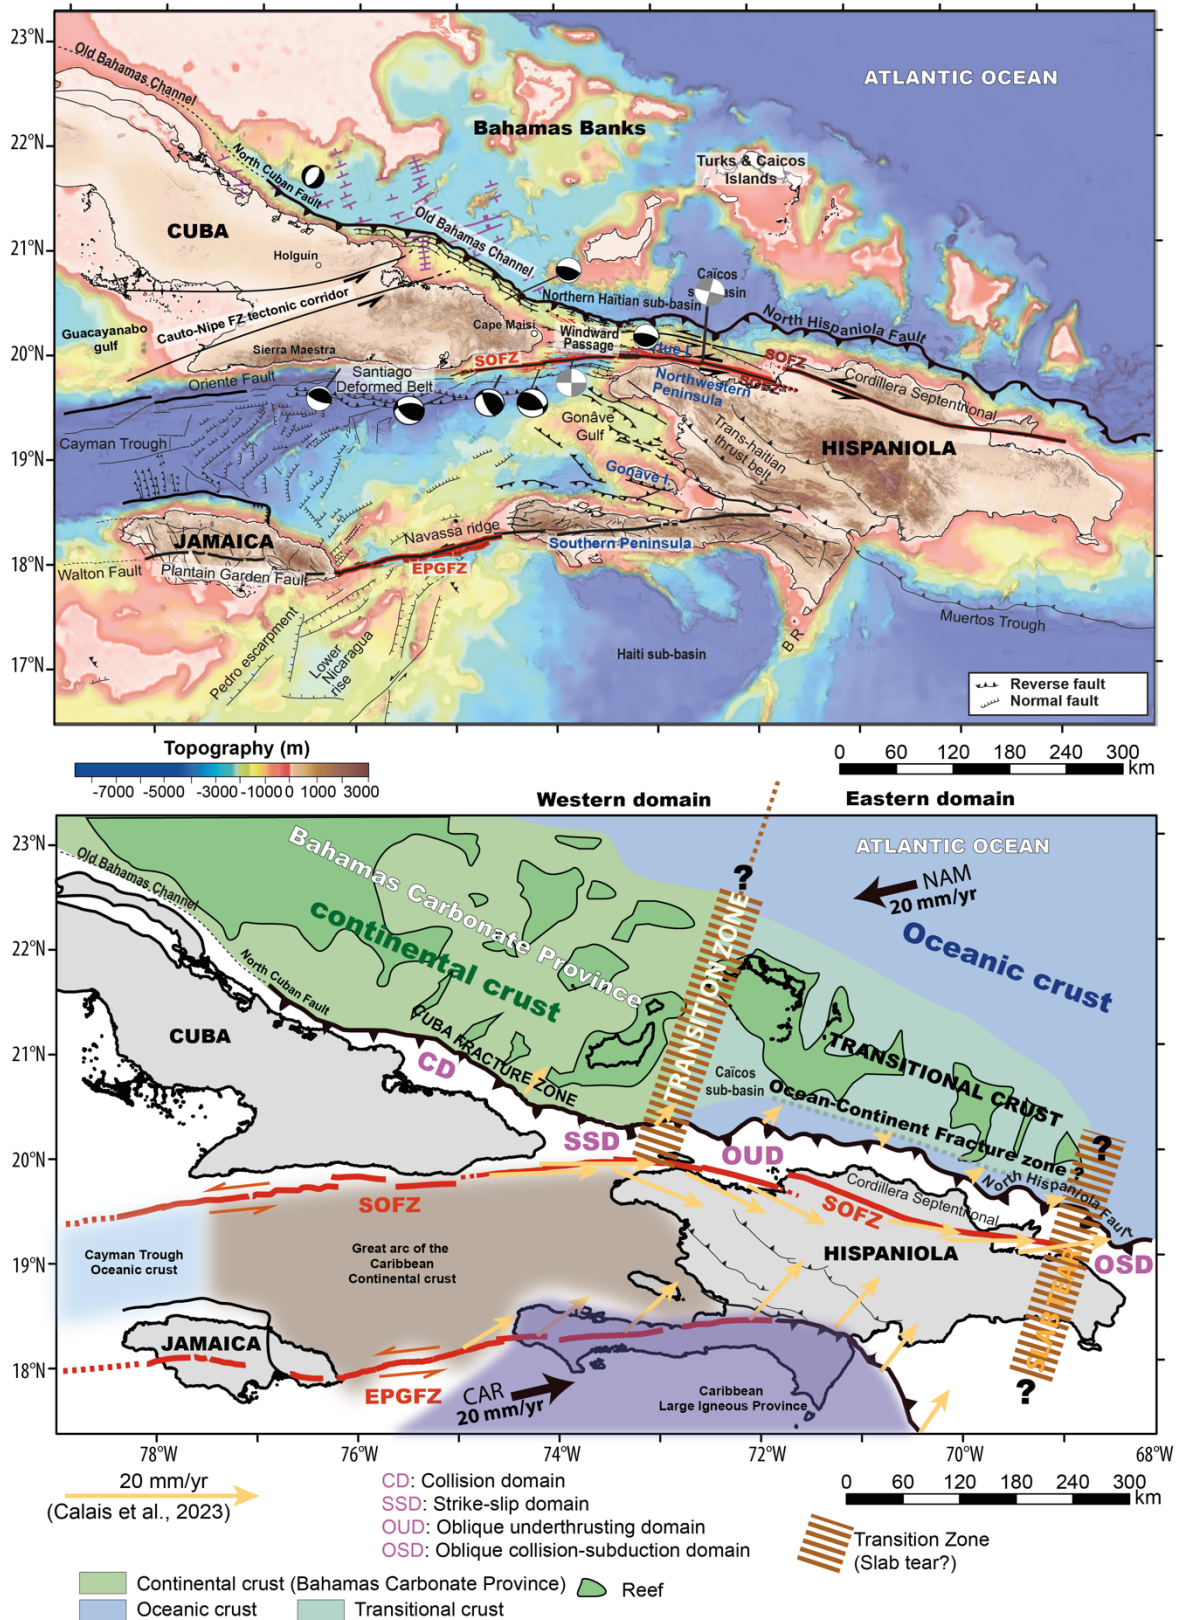 23°N
22°N
21°N
20°N
19°N
18°N
17°N
Old Bahamas Channel
ATLANTIC OCEAN
Bahamas Banks
North Cuban Fault
Turks & Caicos
Islands
CUBA
Holguín
Old Bahamas Channel
Caïcos
Northern Haïtian sub-basin
Cauto-Nipe FZ tectonic corridor
Guacayanabo
gulf
Cape Maisí
Windward
Passage
North Hispaniola Fault
Sierra Maestra
SOFZ
SOFZ
Oriente Fault
Santiago
Deformed Belt
Northwestern
Peninsula
Cordillera Septentrional
Cayman Trough
Gonâve
Gulf
Trans-haitian
thrust belt
HISPANIOLA
Gonâve I.
JAMAICA
Navassa ridge
Southern Peninsula
Walton Fault
Plantain Garden Fault
EPGFZ
Pedro escarpment
Lower
Nicaragua
rise
B.R
Muertos Trough
Haiti sub-basin
Reverse fault
Normal fault
Topography (m)
-7000 -5000 -3000 -1000 0 1000 3000
0 60 120 180 240 300
km
Western domain
Eastern domain
23°N
22°N
21°N
20°N
19°N
18°N
Old Bahamas Channel
Bahamas Carbonate Province
continental crust
ATLANTIC OCEAN
?
NAM
20 mm/yr
Oceanic crust
TRANSITION ZONE
North Cuban Fault
CUBA
CUBA FRACTURE ZONE
CD
TRANSITIONAL CRUST
Caïcos
sub-basin
Ocean-Continent Fracture zone ?
?
SSD
OUD
North Hispaniola Fault
SOFZ
Cordillera Septentrional
SOFZ
Cayman Trough
Oceanic crust
Great arc of the
Caribbean
Continental crust
HISPANIOLA
OSD
SLAB TEAR
JAMAICA
EPGFZ
CAR
20 mm/yr
Caribbean
Large Igneous Province
?
78°W 76°W 74°W 72°W 70°W 68°W
20 mm/yr
(Calais et al., 2023)
CD: Collision domain
SSD: Strike-slip domain
OUD: Oblique underthrusting domain
OSD: Oblique collision-subduction domain
0 60 120 180 240 300
km
Transition Zone
(Slab tear?)
Continental crust (Bahamas Carbonate Province)
Reef
Oceanic crust
Transitional crust